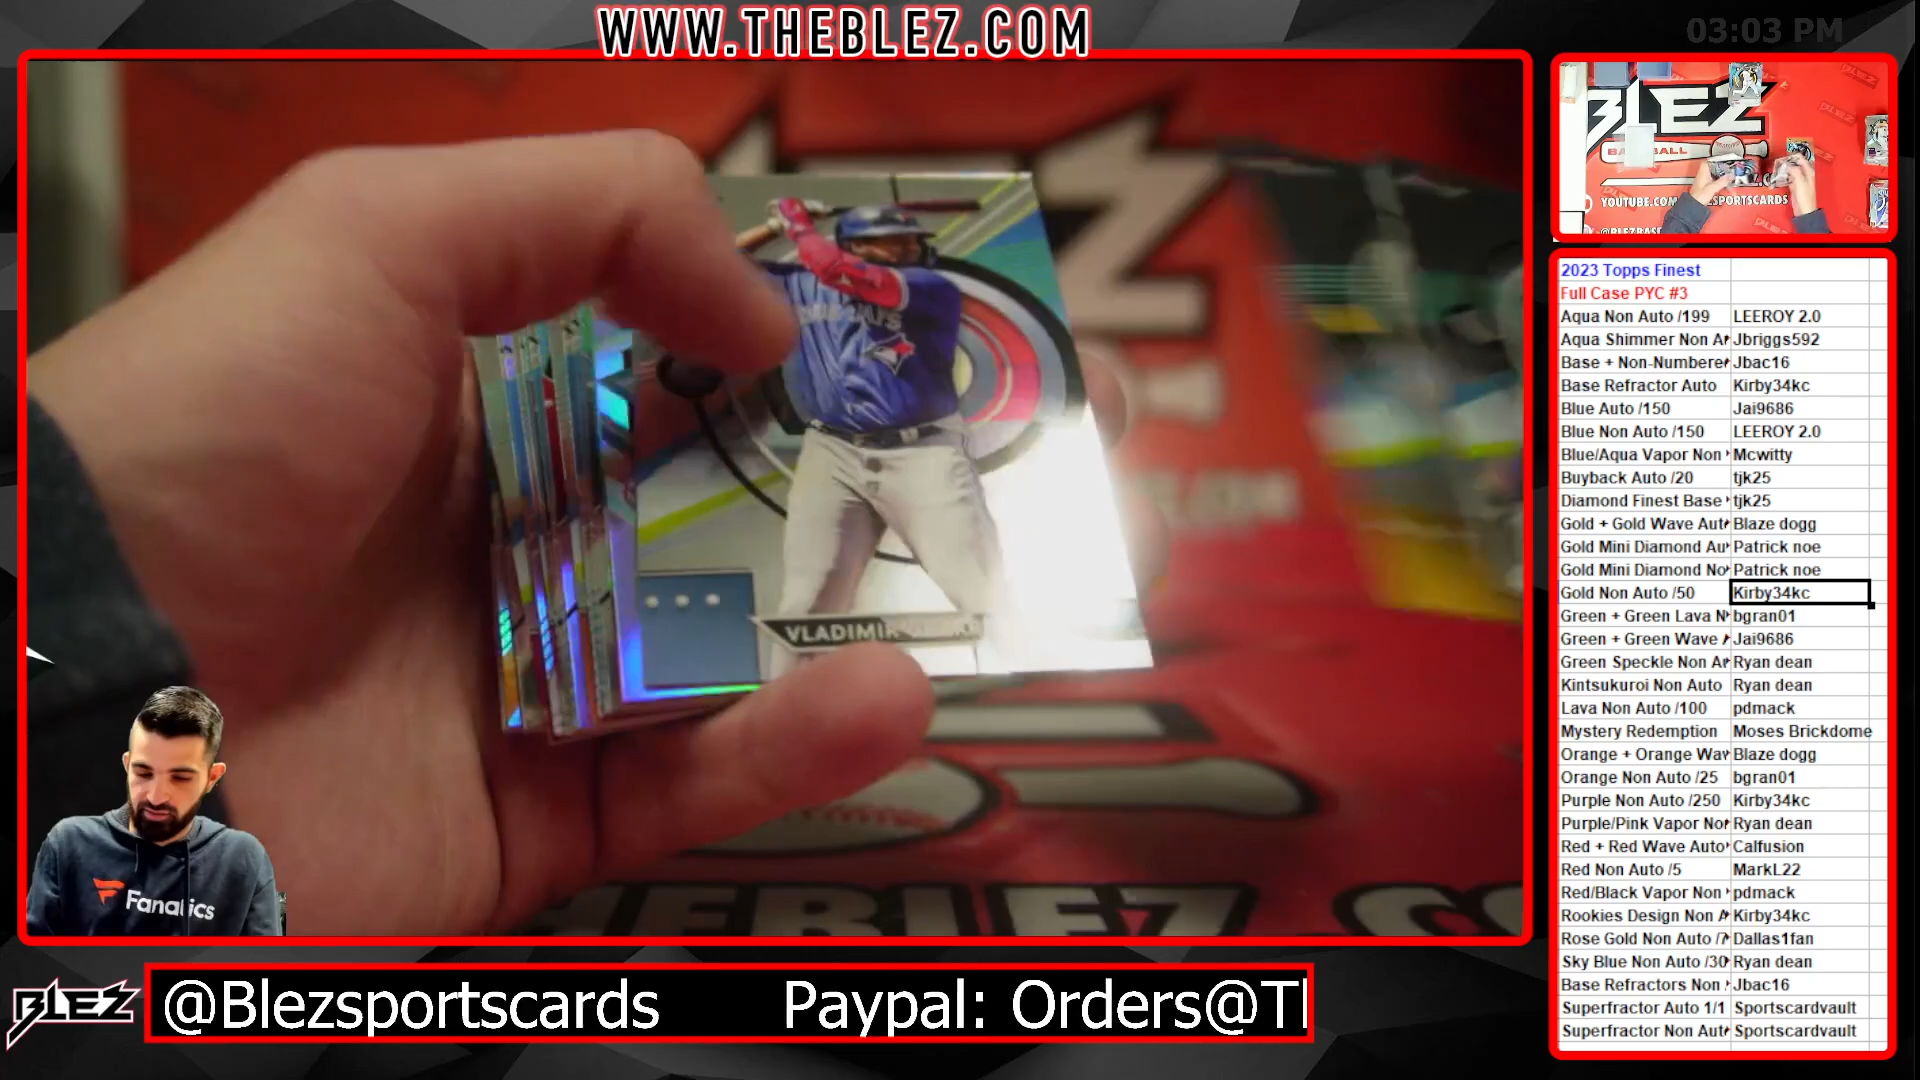 WWW.THEBLEZ.COM
03:03 PM
BLEZ
YOUTUBE.COM
SPORTSCARDS
VLADIMIR
2023 Topps Finest
Full Case PYC #3
Aqua Non Auto /199 LEEROY 2.0
Aqua Shimmer Non A Jbriggs592
Base + Non-Numbere Jbac16
Base Refractor Auto Kirby34kc
Blue Auto /150 Jai9686
Blue Non Auto /150 LEEROY 2.0
Blue/Aqua Vapor Non Mcwitty
Buyback Auto /20 tjk25
Diamond Finest Base tjk25
Gold + Gold Wave Aut Blaze dogg
Gold Mini Diamond Au Patrick noe
Gold Mini Diamond No Patrick noe
Gold Non Auto /50 Kirby34kc
Green + Green Lava N bgran01
Green + Green Wave Jai9686
Green Speckle Non Ryan dean
Kintsukuroi Non Auto Ryan dean
Lava Non Auto /100 pdmack
Mystery Redemption Moses Brickdome
Orange + Orange Wav Blaze dogg
Orange Non Auto /25 bgran01
Purple Non Auto /250 Kirby34kc
Purple/Pink Vapor Non Ryan dean
Red + Red Wave Auto Calfusion
Red Non Auto /5 MarkL22
Red/Black Vapor Non pdmack
Rookies Design Non A Kirby34kc
Rose Gold Non Auto /7 Dallas1fan
Sky Blue Non Auto /30 Ryan dean
Base Refractors Non Jbac16
Superfractor Auto 1/1 Sportscardvault
Superfractor Non Aut Sportscardvault
Fanatics
BLEZ
@Blezsportscards Paypal: Orders@T